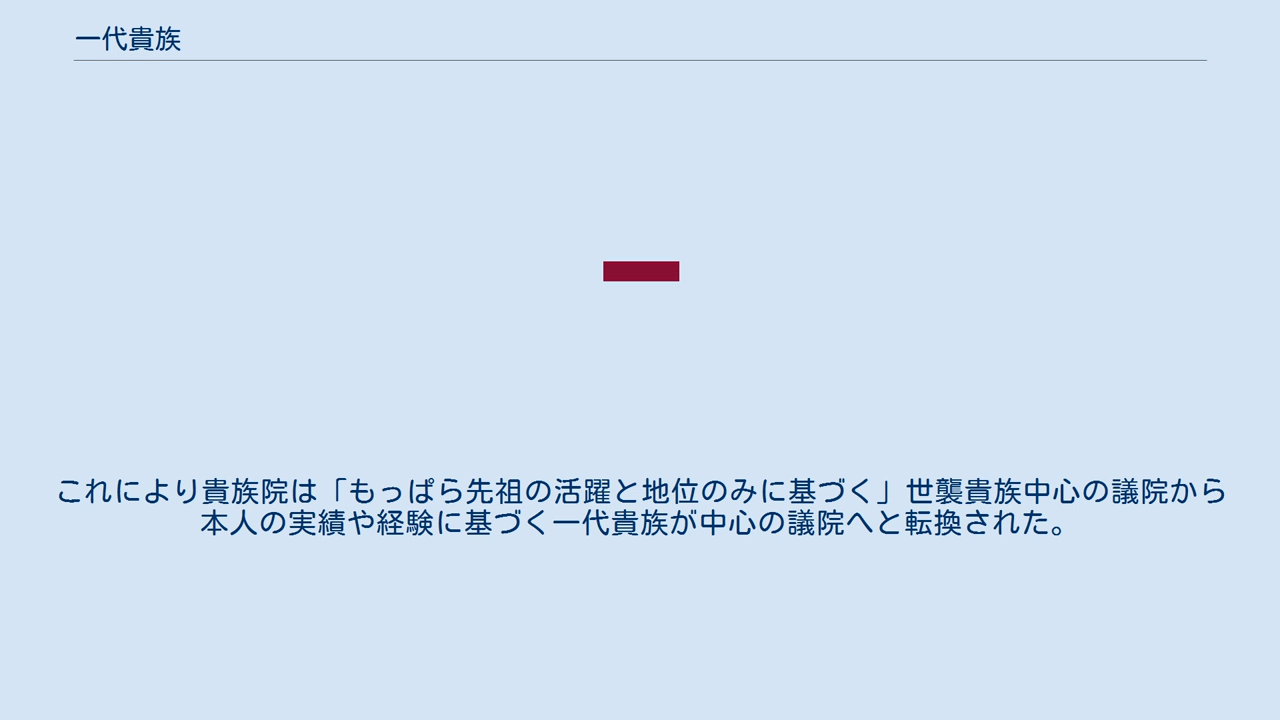 一代貴族
これにより貴族院は「もっぱら先祖の活躍と地位のみに基づく」世襲貴族中心の議院から
本人の実績や経験に基づく一代貴族が中心の議院へと転換された。